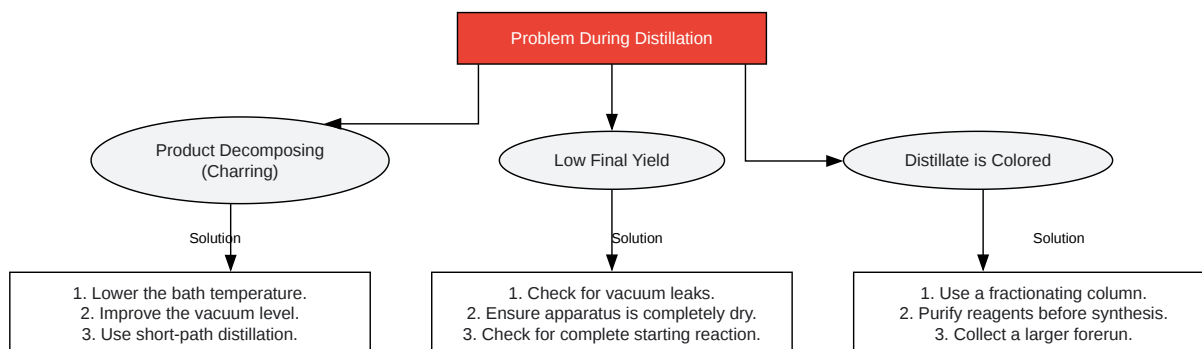 Problem During Distillation
Product Decomposing
(Charring)
Low Final Yield
Distillate is Colored
Solution
Solution
Solution
1. Lower the bath temperature.
2. Improve the vacuum level.
3. Use short-path distillation.
1. Check for vacuum leaks.
2. Ensure apparatus is completely dry.
3. Check for complete starting reaction.
1. Use a fractionating column.
2. Purify reagents before synthesis.
3. Collect a larger forerun.